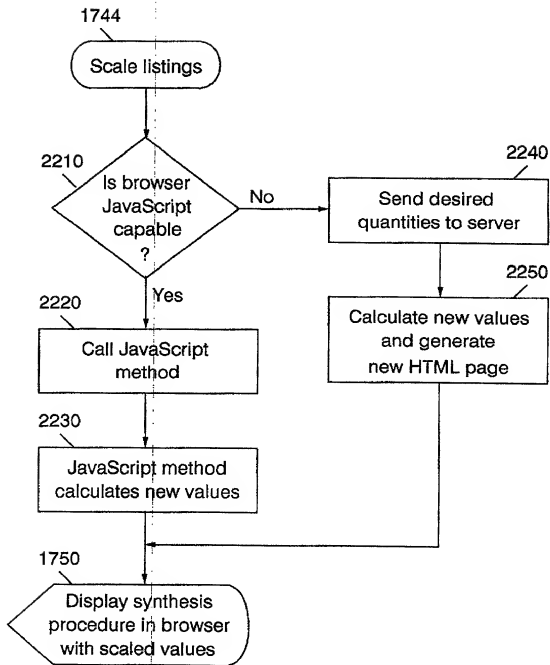 1744
Scale listings
2210
Is browser
JavaScript
capable
?
No
Yes
2240
Send desired
quantities to server
2250
Calculate new values
and generate
new HTML page
2220
Call JavaScript
method
2230
JavaScript method
calculates new values
1750
Display synthesis
procedure in browser
with scaled values